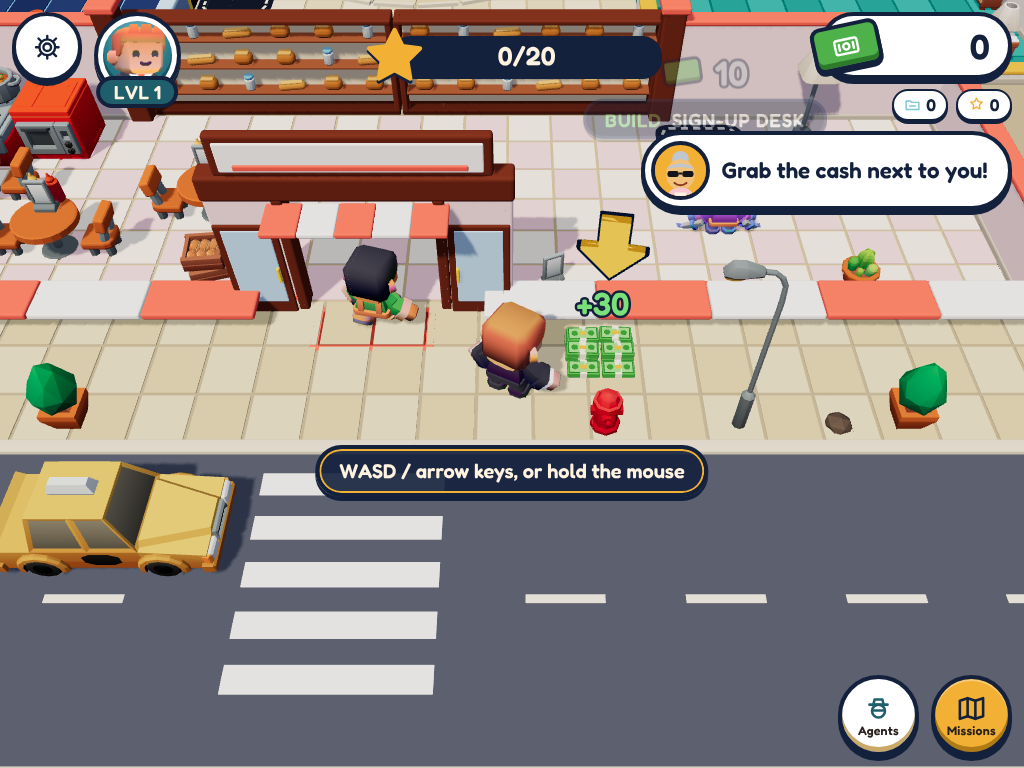 0/20
0
10
LVL 1
0
0
BUILD SIGN-UP DESK
Grab the cash next to you!
+30
WASD / arrow keys, or hold the mouse
Agents
Missions